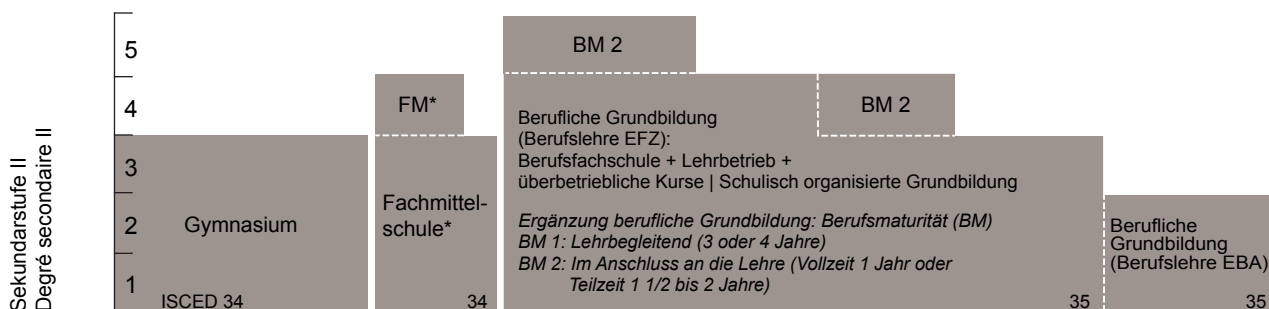 Sekundarstufe II
Degré secondaire II
5
4
3
2
1
Gymnasium
ISCED 34
FM*
Fachmittel-
schule*
34
BM 2
BM 2
Berufliche Grundbildung
(Berufslehre EFZ):
Berufsfachschule + Lehrbetrieb +
überbetriebliche Kurse | Schulisch organisierte Grundbildung
Ergänzung berufliche Grundbildung: Berufsmaturität (BM)
BM 1: Lehrbegleitend (3 oder 4 Jahre)
BM 2: Im Anschluss an die Lehre (Vollzeit 1 Jahr oder
Teilzeit 1 1/2 bis 2 Jahre)
35
Berufliche
Grundbildung
(Berufslehre EBA)
35